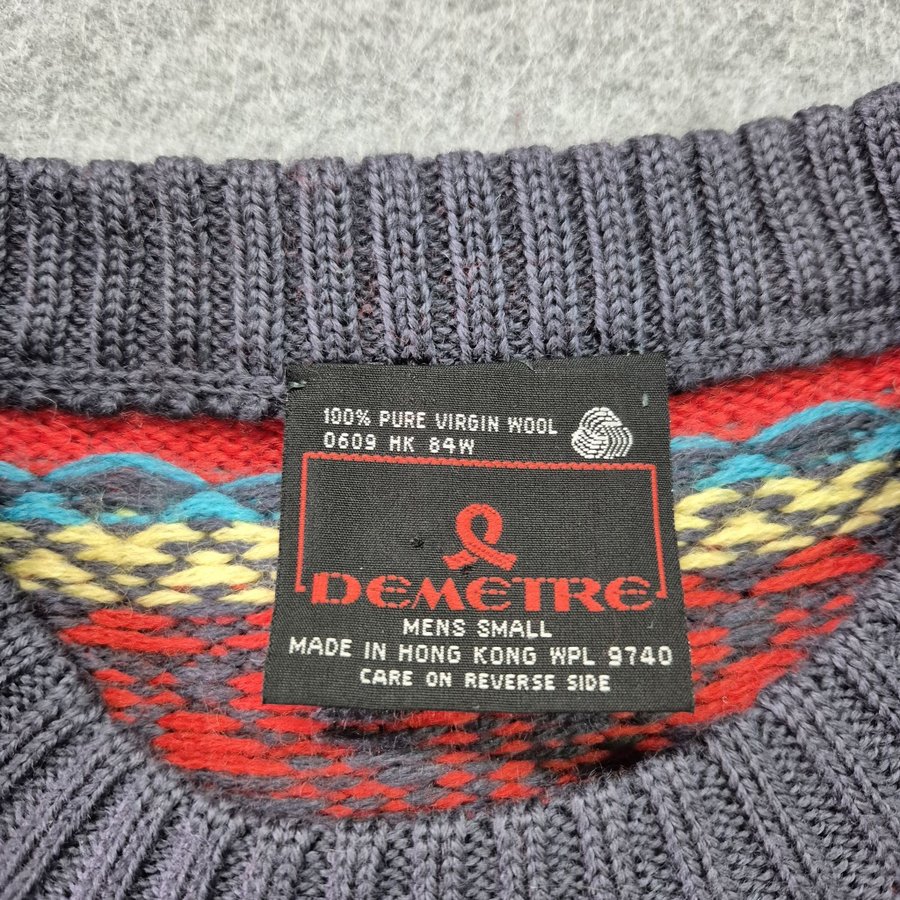 100% PURE VIRGIN WOOL
0609 HK 84W
DEMETRE
MENS SMALL
MADE IN HONG KONG WPL 9740
CARE ON REVERSE SIDE